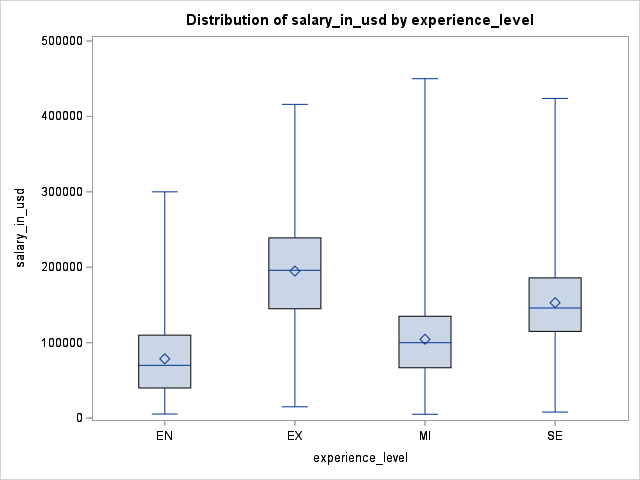 Distribution of salary_in_usd by experience_level
500000
400000
300000
200000
100000
0
salary_in_usd
EN EX MI SE
experience_level